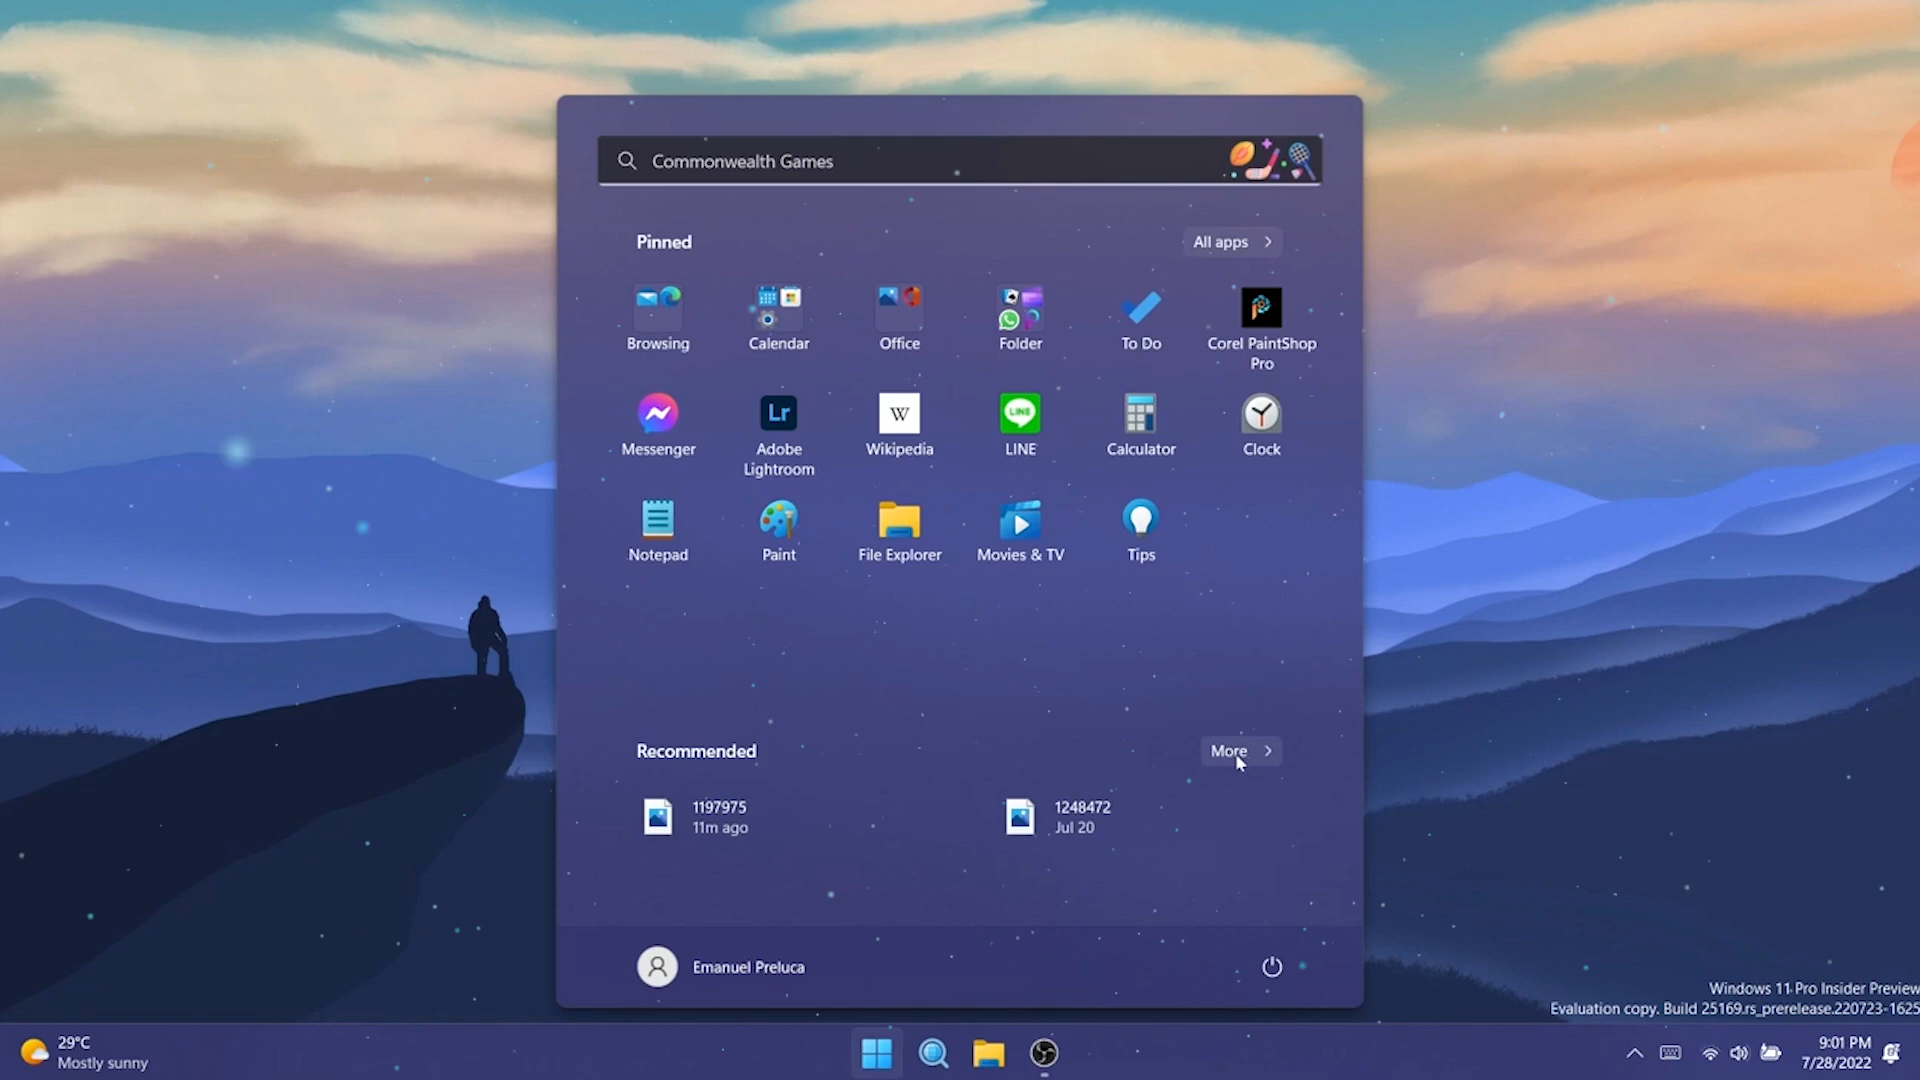 Commonwealth Games
Pinned
All apps
Browsing
Calendar
Office
Folder
To Do
Corel PaintShop
Pro
Messenger
Lr
Adobe
Lightroom
W
Wikipedia
LINE
LINE
Calculator
Clock
Notepad
Paint
File Explorer
Movies & TV
Tips
Recommended
More
1197975
11m ago
1248472
Jul 20
Emanuel Preluca
Windows 11 Pro Insider Preview
Evaluation copy. Build 25169.rs_prerelease.220723-1625
29°C
Mostly sunny
9:01 PM
7/28/2022